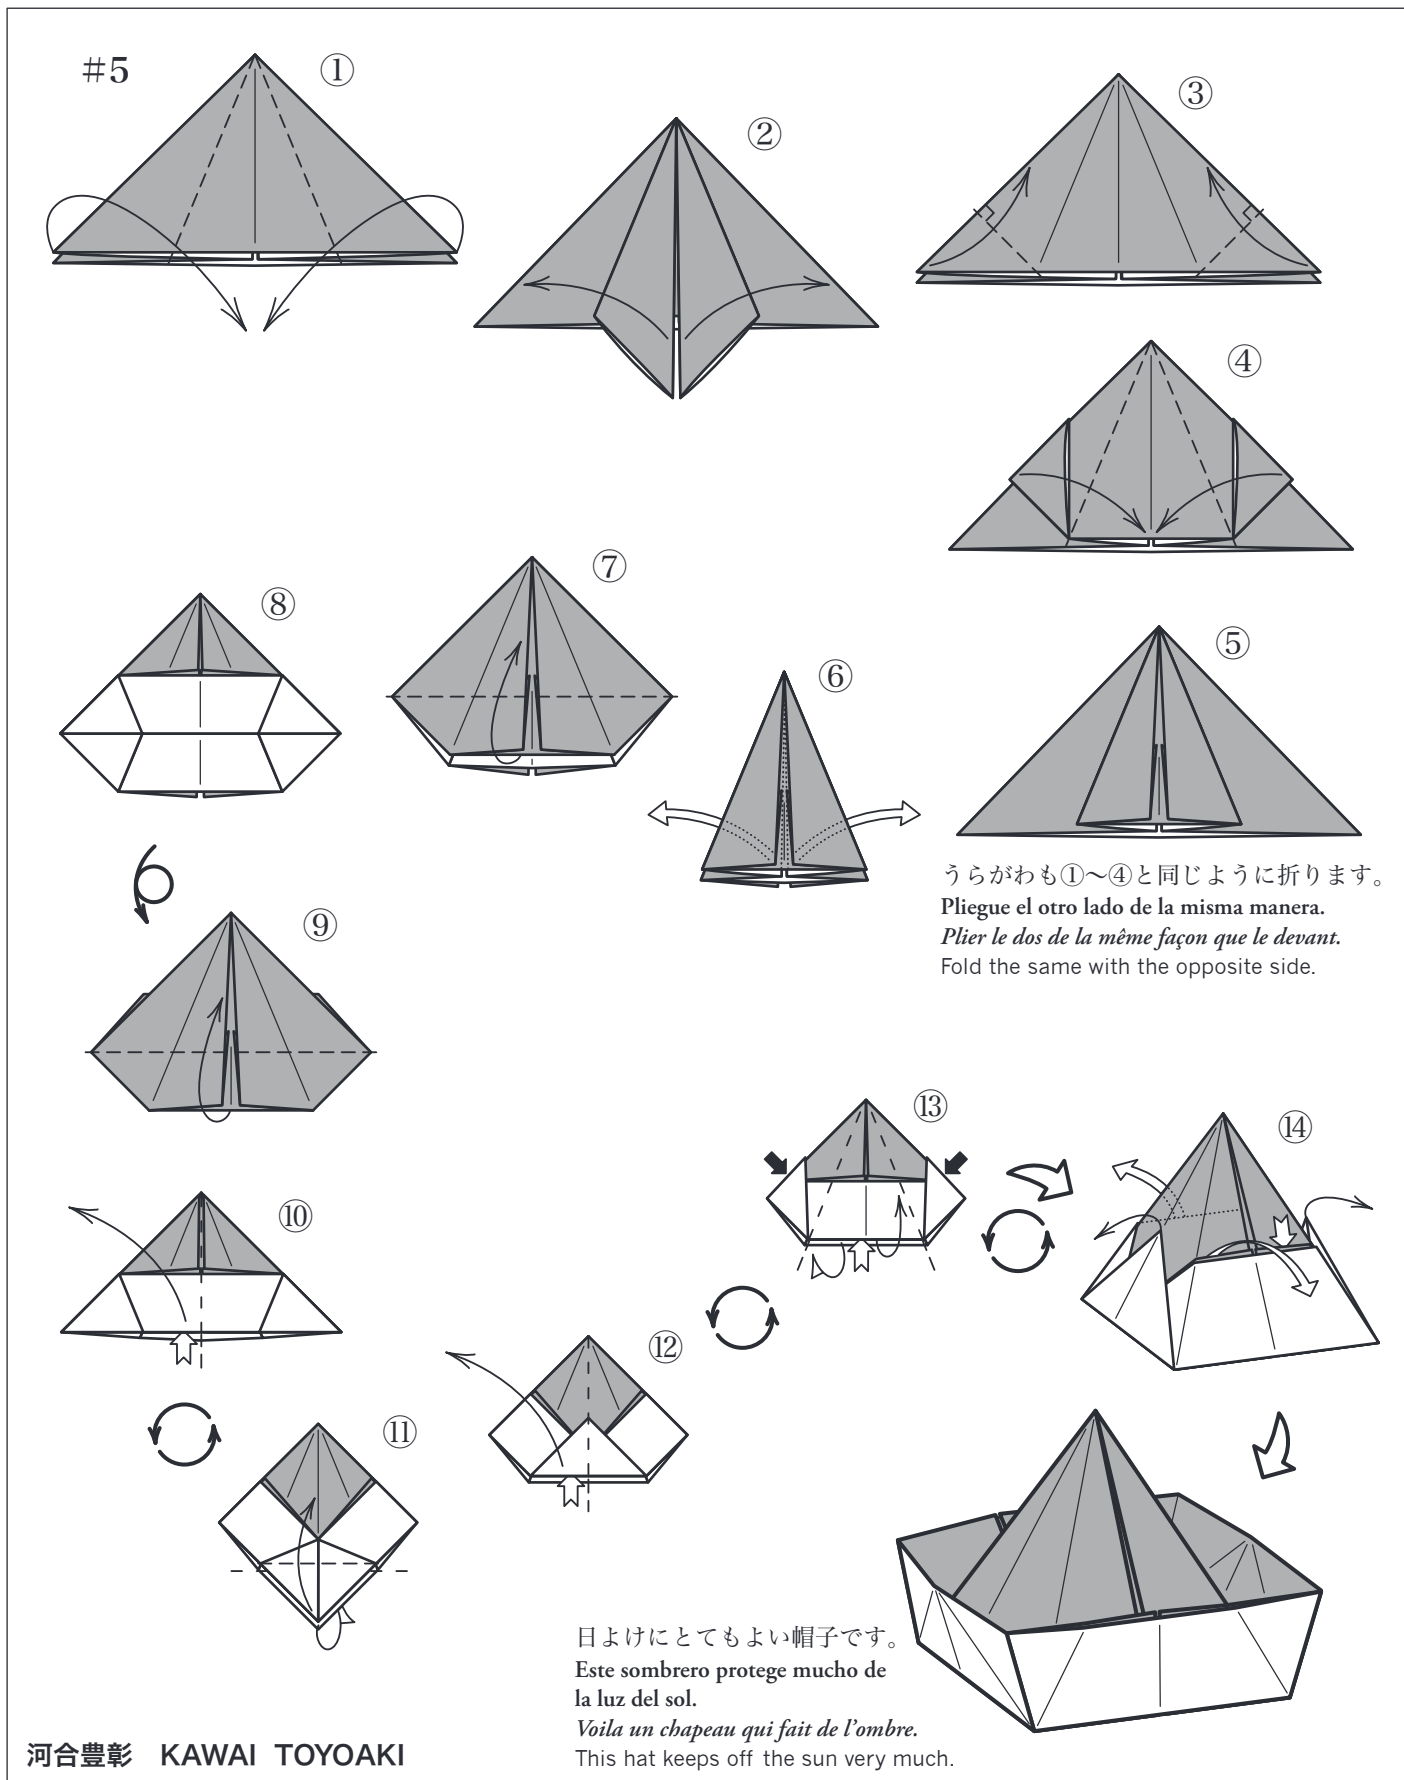 #5
①
②
③
④
⑤
うらがわも①〜④と同じように折ります。
Pliegue el otro lado de la misma manera.
Plier le dos de la même façon que le devant.
Fold the same with the opposite side.
⑥
⑦
⑧
⑨
⑩
⑪
⑫
⑬
⑭
日よけにとてもよい帽子です。
Este sombrero protege mucho de
la luz del sol.
Voila un chapeau qui fait de l'ombre.
This hat keeps off the sun very much.
河合豊彰 KAWAI TOYOAKI